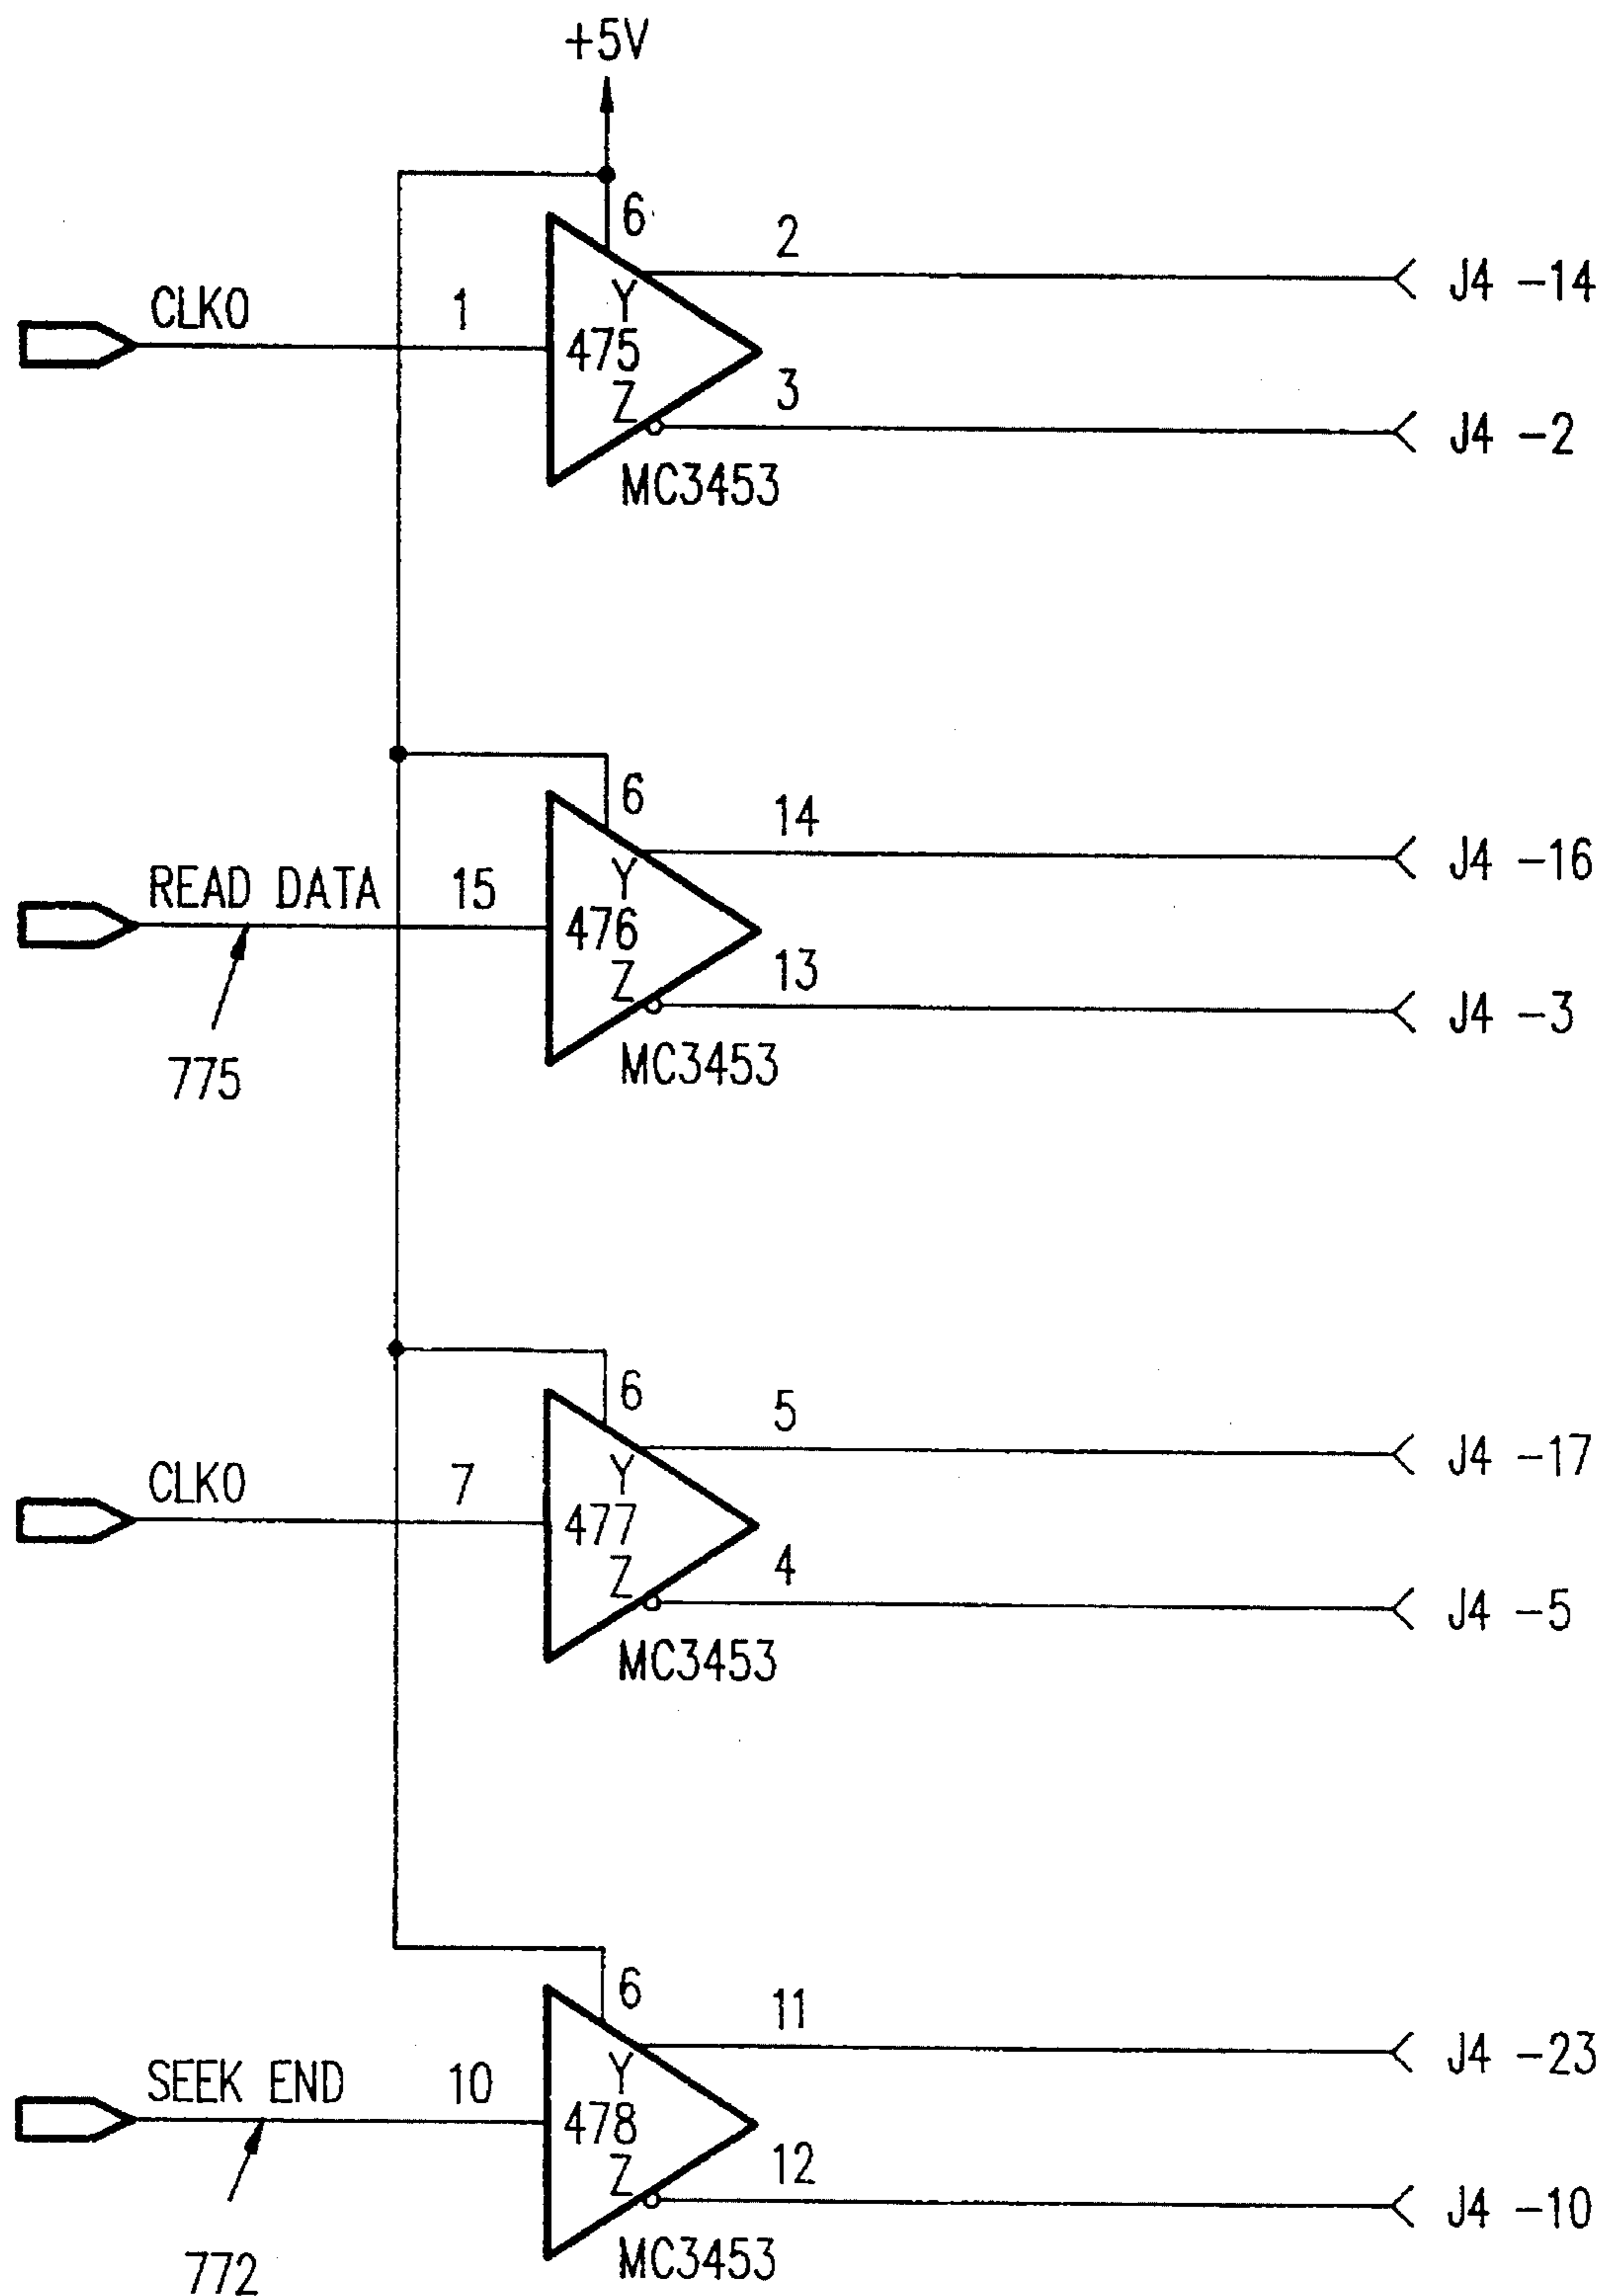 +5V
6
2
J4 -14
CLK0
1
Y
475
3
Z
J4 -2
MC3453
6
14
J4 -16
READ DATA
15
Y
476
13
Z
J4 -3
775
MC3453
6
5
J4 -17
CLK0
7
Y
477
4
Z
J4 -5
MC3453
6
11
J4 -23
SEEK END
10
Y
478
12
Z
J4 -10
772
MC3453